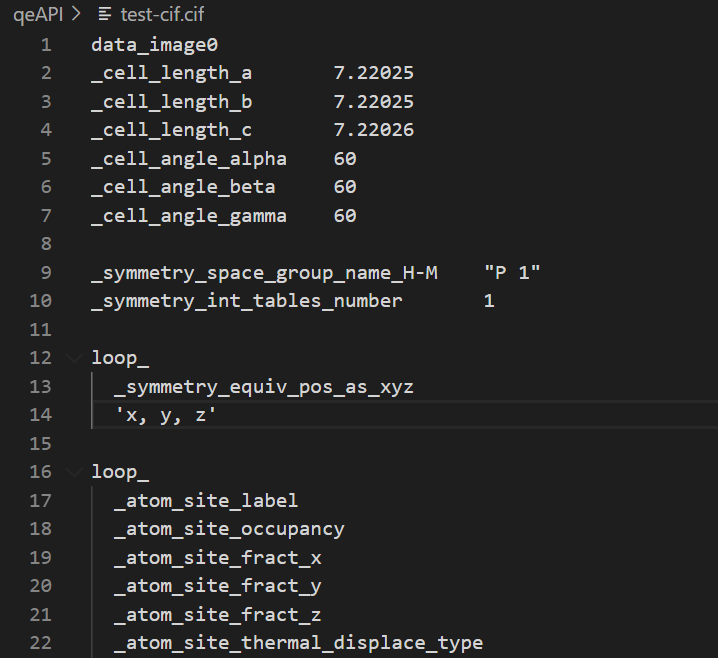 qeAPI > test-cif.cif
1 data_image0
2 _cell_length_a 7.22025
3 _cell_length_b 7.22025
4 _cell_length_c 7.22026
5 _cell_angle_alpha 60
6 _cell_angle_beta 60
7 _cell_angle_gamma 60
8
9 _symmetry_space_group_name_H-M "P 1"
10 _symmetry_int_tables_number 1
11
12 loop_
13 _symmetry_equiv_pos_as_xyz
14 'x, y, z'
15
16 loop_
17 _atom_site_label
18 _atom_site_occupancy
19 _atom_site_fract_x
20 _atom_site_fract_y
21 _atom_site_fract_z
22 _atom_site_thermal_displace_type